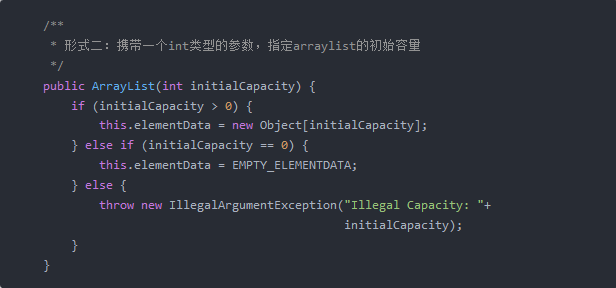 /**
 * 形式二：携带一个int类型的参数，指定arraylist的初始容量
 */
public ArrayList(int initialCapacity) {
    if (initialCapacity > 0) {
        this.elementData = new Object[initialCapacity];
    } else if (initialCapacity == 0) {
        this.elementData = EMPTY_ELEMENTDATA;
    } else {
        throw new IllegalArgumentException("Illegal Capacity: "+
                                           initialCapacity);
    }
}